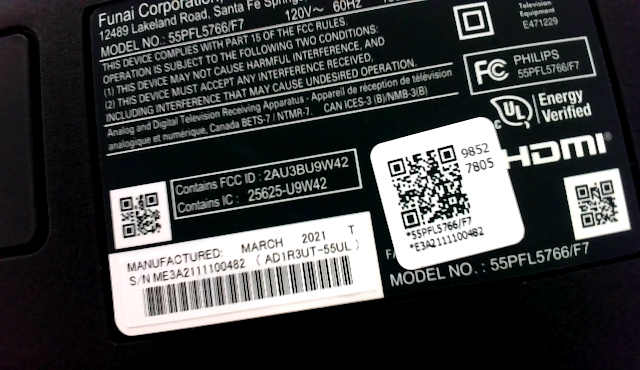 Funai Corporation,
12489 Lakeland Road, Santa Fe Springs
MODEL NO.: 55PFL5766/F7 120V~ 60Hz
THIS DEVICE COMPLIES WITH PART 15 OF THE FCC RULES.
OPERATION IS SUBJECT TO THE FOLLOWING TWO CONDITIONS:
(1) THIS DEVICE MAY NOT CAUSE HARMFUL INTERFERENCE, AND
(2) THIS DEVICE MUST ACCEPT ANY INTERFERENCE RECEIVED,
INCLUDING INTERFERENCE THAT MAY CAUSE UNDESIRED OPERATION.
Analog and Digital Television Receiving Apparatus - Appareil de réception de télévision
analogique et numérique, Canada BETS-7 / NTMR-7. CAN ICES-3 (B)/NMB-3(B)
Television
Equipment
E471229
FC PHILIPS
55PFL5766/F7
UL Energy
Verified
HDMI®
Contains FCC ID : 2AU3BU9W42
Contains IC : 25625-U9W42
9852
7805
*55PFL5766/F7
*E3A2111100482
MANUFACTURED: MARCH 2021 T
S/N ME3A2111100482 ( AD1R3UT-55UL )
MODEL NO. : 55PFL5766/F7